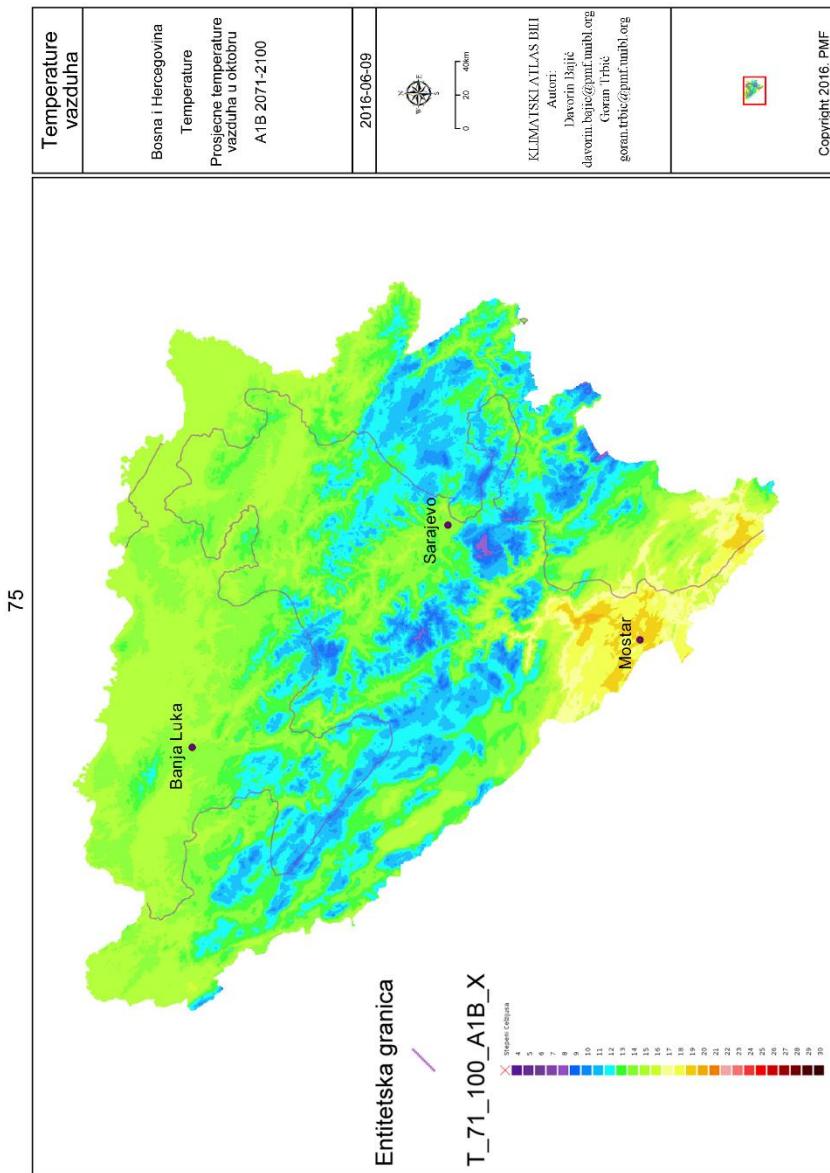 75
Temperature
vazduha
Bosna i Hercegovina
Temperature
Prosjecne temperature
vazduha u oktobru
A1B 2071-2100
2016-06-09
N
E
S
W
0 20 40km
KLIMATSKI ATLAS BIH
Autori:
Davorin Bajić
davorin.bajic@pmf.unibl.org
Goran Trbić
goran.trbic@pmf.unibl.org
Copyright 2016. PMF
Banja Luka
Sarajevo
Mostar
Entitetska granica
T_71_100_A1B_X
Stepeni Celzijusa
4
5
6
7
8
9
10
11
12
13
14
15
16
17
18
19
20
21
22
23
24
25
26
27
28
29
30